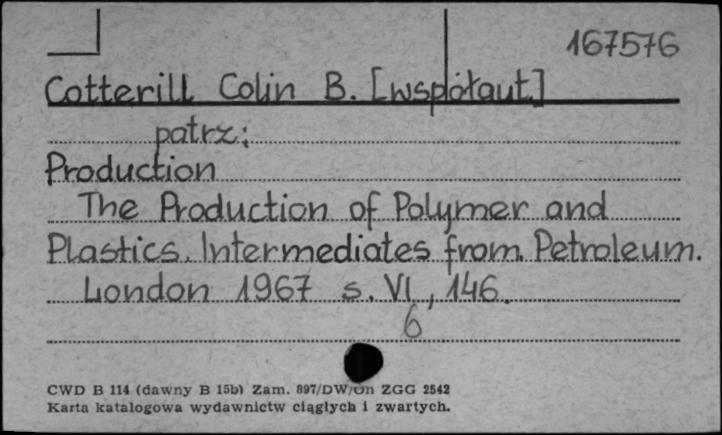 167576
Cotterill Colin B. [współaut.]
patrz:
Production
The Production of Polymer and
Plastics Intermediates from Petroleum.
London 1967 s. VI, 146.
6
CWD B 114 (dawny B 15b) Zam. 897/DW/Un ZGG 2542
Karta katalogowa wydawnictw ciągłych i zwartych.